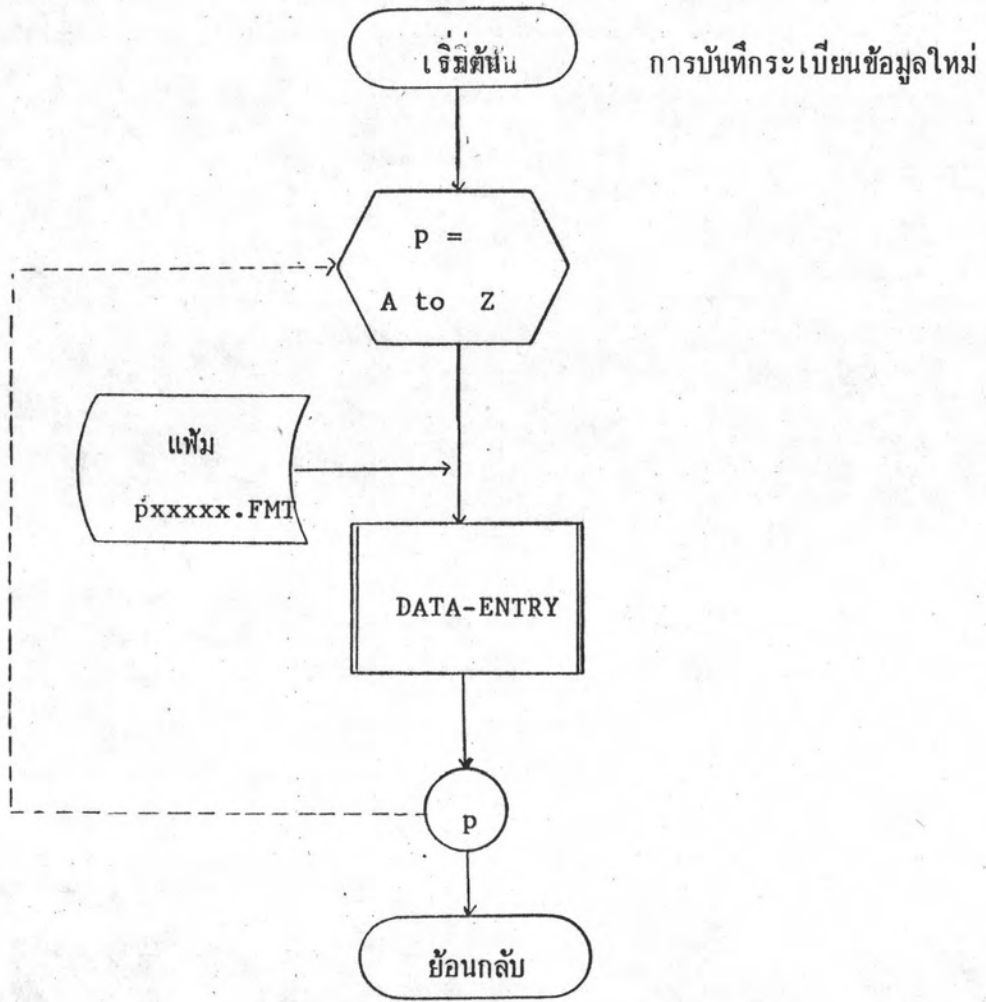 เริ่มต้น
การบันทึกระเบียนข้อมูลใหม่
p =
A to Z
แฟ้ม
pxxxxx.FMT
DATA-ENTRY
p
ย้อนกลับ